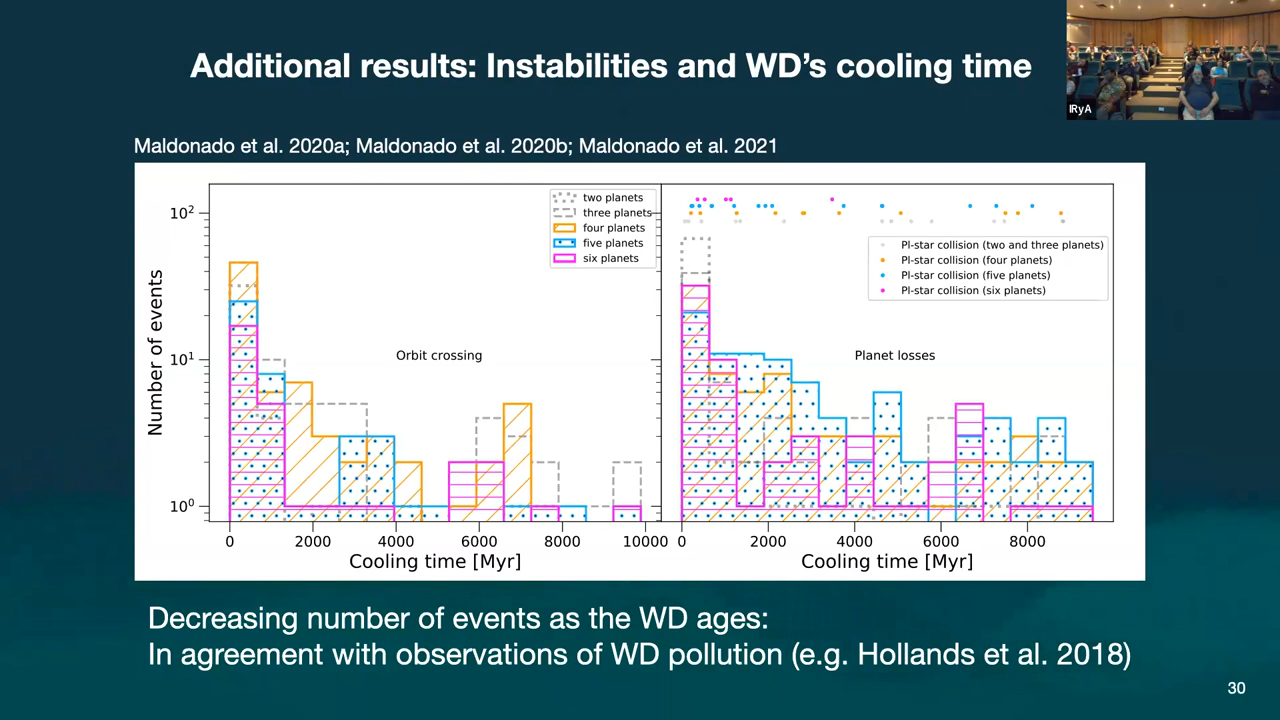 Additional results: Instabilities and WD's cooling time
IRyA
Maldonado et al. 2020a; Maldonado et al. 2020b; Maldonado et al. 2021
Number of events
10²
10¹
10⁰
two planets
three planets
four planets
five planets
six planets
Orbit crossing
0 2000 4000 6000 8000 10000
Cooling time [Myr]
Pl-star collision (two and three planets)
Pl-star collision (four planets)
Pl-star collision (five planets)
Pl-star collision (six planets)
Planet losses
0 2000 4000 6000 8000
Cooling time [Myr]
Decreasing number of events as the WD ages:
In agreement with observations of WD pollution (e.g. Hollands et al. 2018)
30